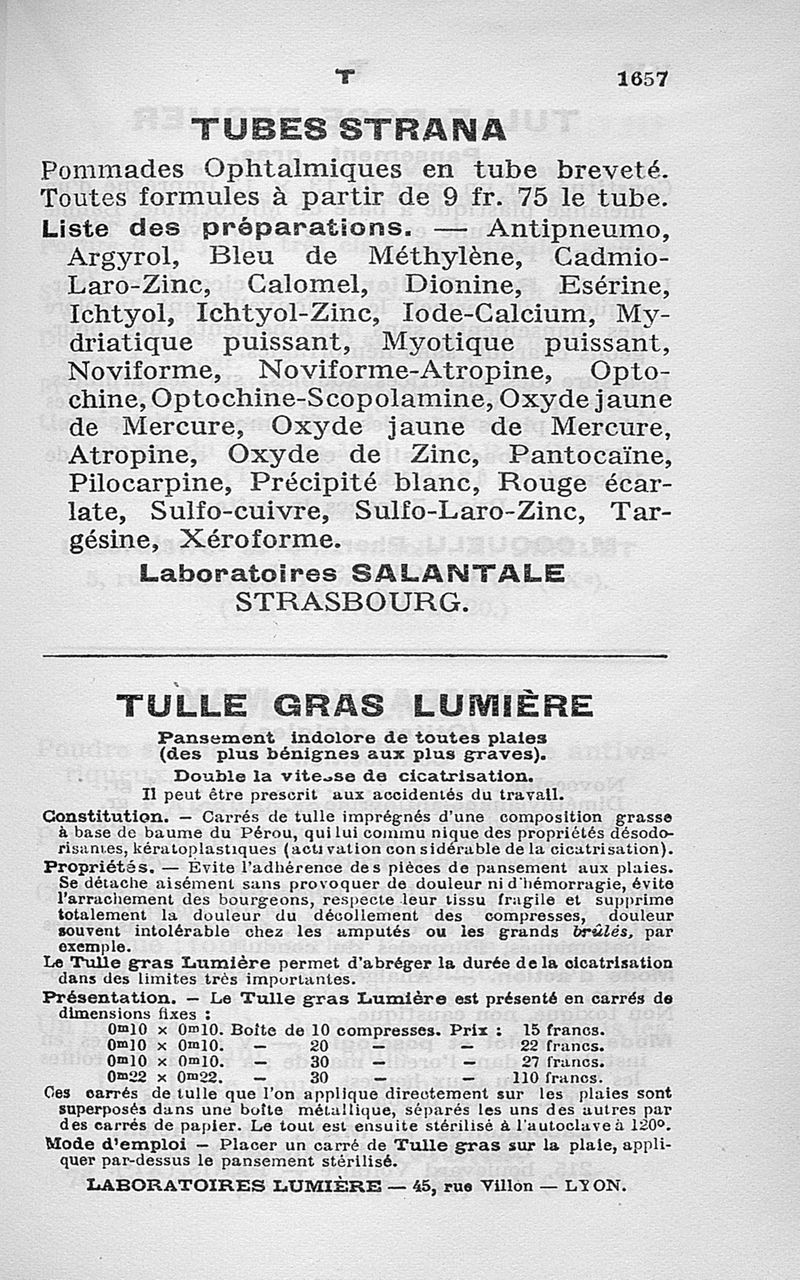 T 1657
TUBES STRANA
Pommades Ophtalmiques en tube breveté.
Toutes formules à partir de 9 fr. 75 le tube.
Liste des préparations. — Antipneumo,
Argyrol, Bleu de Méthylène, Cadmio-
Laro-Zinc, Calomel, Dionine, Esérine,
Ichtyol, Ichtyol-Zinc, Iode-Calcium, My-
driatique puissant, Myotique puissant,
Noviforme, Noviforme-Atropine, Opto-
chine, Optochine-Scopolamine, Oxyde jaune
de Mercure, Oxyde jaune de Mercure,
Atropine, Oxyde de Zinc, Pantocaïne,
Pilocarpine, Précipité blanc, Rouge écar-
late, Sulfo-cuivre, Sulfo-Laro-Zinc, Tar-
gésine, Xéroforme.
Laboratoires SALANTALE
STRASBOURG.
TULLE GRAS LUMIÈRE
Pansement indolore de toutes plaies
(des plus bénignes aux plus graves).
Double la vitesse de cicatrisation.
Il peut être prescrit aux accidentés du travail.
Constitution. — Carrés de tulle imprégnés d'une composition grasse
à base de baume du Pérou, qui lui commu nique des propriétés désodo-
risantes, kératoplastiques (activation considérable de la cicatrisation).
Propriétés. — Evite l'adhérence des pièces de pansement aux plaies.
Se détache aisément sans provoquer de douleur ni d'hémorragie, évite
l'arrachement des bourgeons, respecte leur tissu fragile et supprime
totalement la douleur du décollement des compresses, douleur
souvent intolérable chez les amputés ou les grands brûlés, par
exemple.
Le Tulle gras Lumière permet d'abréger la durée de la cicatrisation
dans des limites très importantes.
Présentation. — Le Tulle gras Lumière est présenté en carrés de
dimensions fixes :
0m10 x 0m10. Boîte de 10 compresses. Prix : 15 francs.
0m10 x 0m10. — 20 — — 22 francs.
0m10 x 0m10. — 30 — — 27 francs.
0m22 x 0m22. — 30 — — 110 francs.
Ces carrés de tulle que l'on applique directement sur les plaies sont
superposés dans une boîte métallique, séparés les uns des autres par
des carrés de papier. Le tout est ensuite stérilisé à l'autoclave à 120°.
Mode d'emploi — Placer un carré de Tulle gras sur la plaie, appli-
quer par-dessus le pansement stérilisé.
LABORATOIRES LUMIÈRE — 45, rue Villon — LYON.